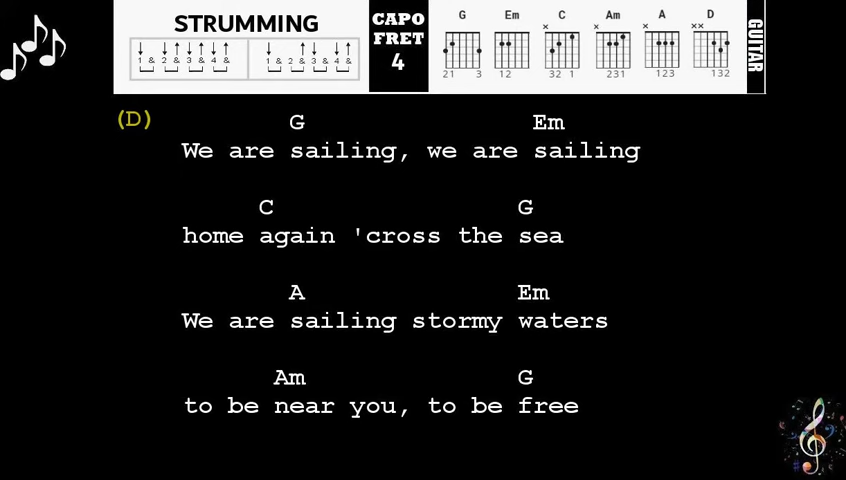 STRUMMING
CAPO
FRET
4
G Em C Am A D
GUITAR
1 & 2 & 3 & 4 & 1 & 2 & 3 & 4 &
× × × ××
21 3 12 32 1 231 123 132
(D)
G Em
We are sailing, we are sailing
C G
home again 'cross the sea
A Em
We are sailing stormy waters
Am G
to be near you, to be free